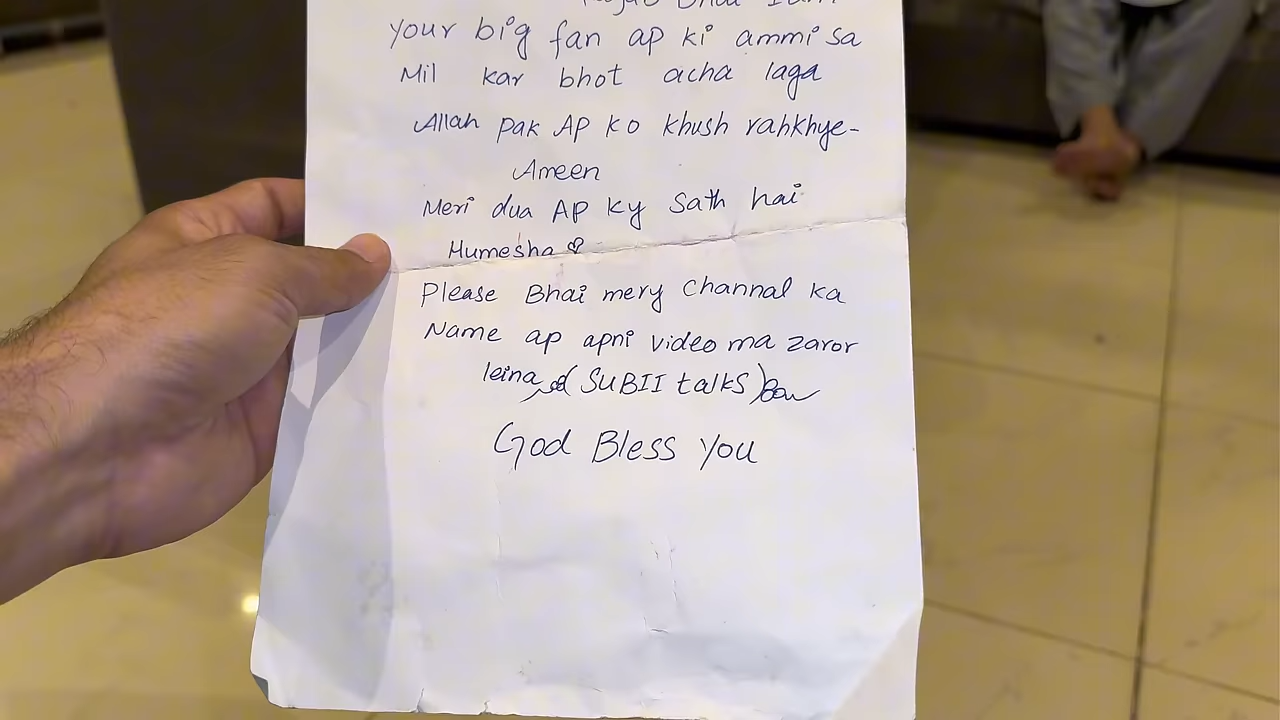 Bhai I am
your big fan ap ki ammi sa
Mil kar bhot acha laga
Allah pak AP ko khush rahkhye-
Ameen
Meri dua AP ky sath hai
Humesha ♡
Please Bhai mery channal ka
Name ap apni video ma zaror
leina (SUBII talks)
God Bless you